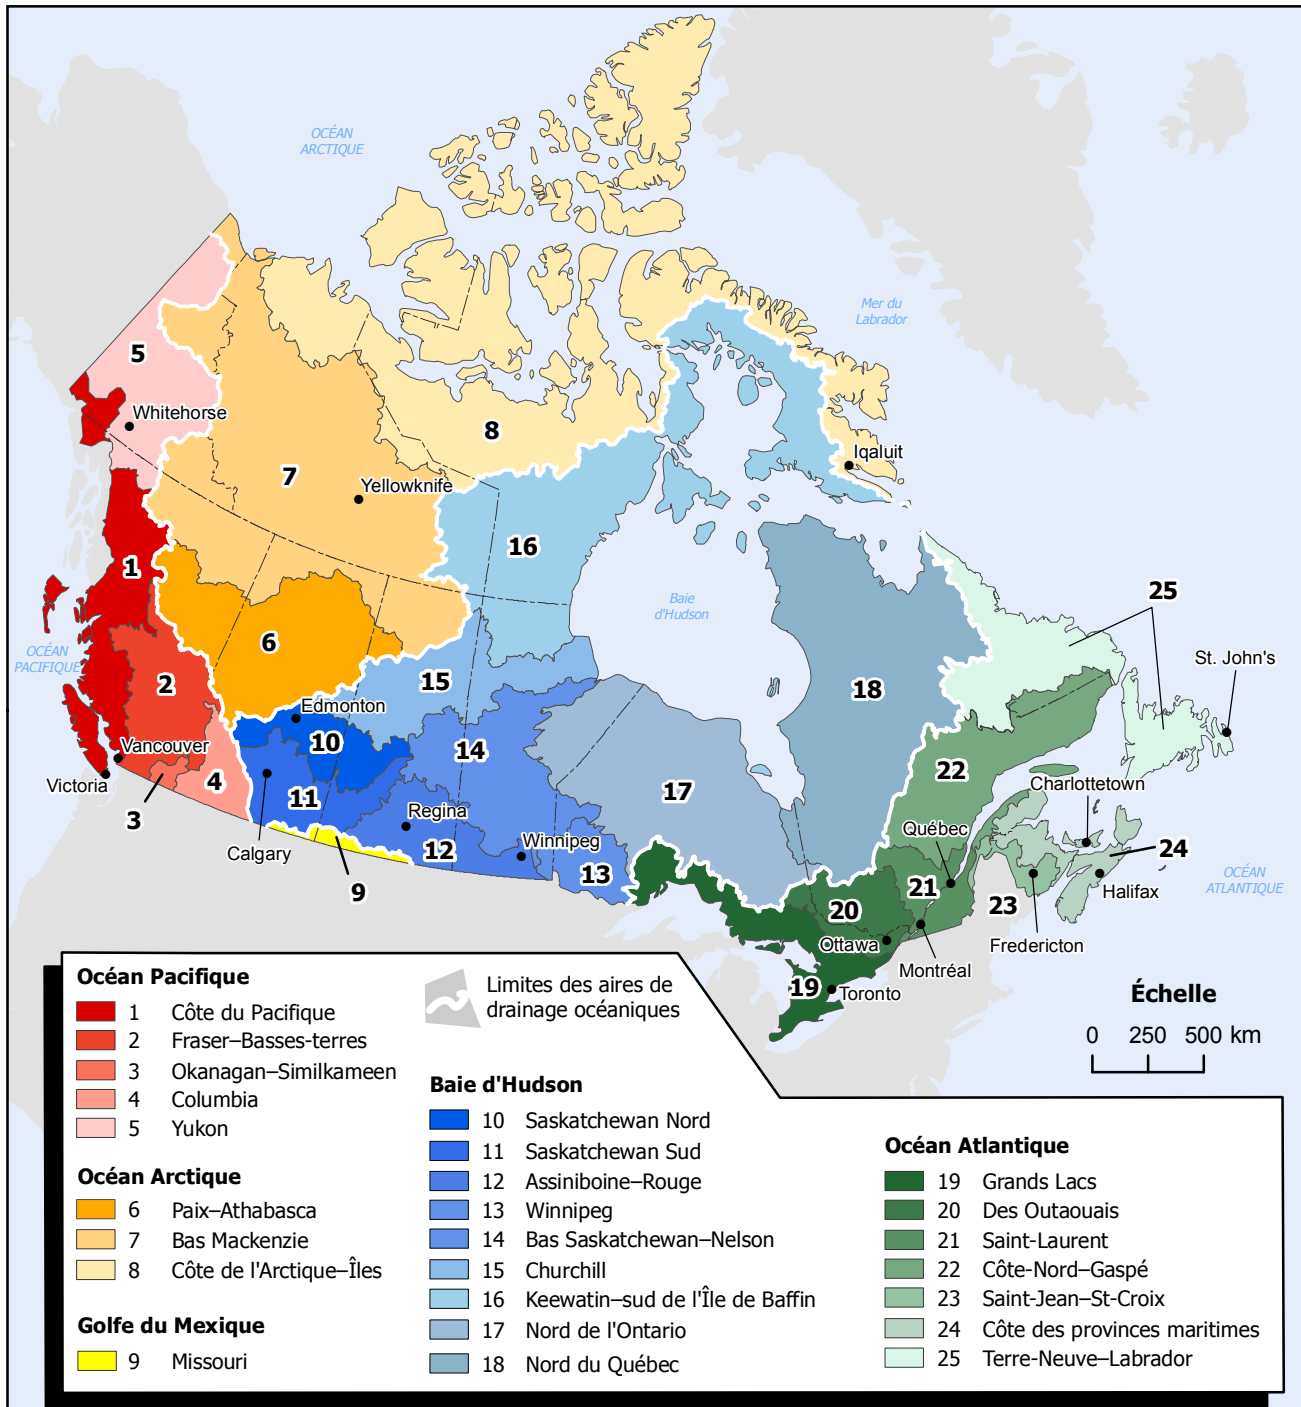 OCÉAN
ARCTIQUE
Mer du
Labrador
5
Whitehorse
8
Iqaluit
7
Yellowknife
16
1
Baie
d'Hudson
25
6
OCÉAN
PACIFIQUE
St. John's
2
15
18
Edmonton
10
14
Vancouver
4
22
Victoria
Charlottetown
11
17
3
Regina
Québec
Calgary
12
Winnipeg
24
9
13
21
OCÉAN
ATLANTIQUE
Halifax
23
20
Ottawa
Fredericton
Montréal
19
Toronto
Échelle
0 250 500 km
Océan Pacifique
1 Côte du Pacifique
2 Fraser–Basses-terres
3 Okanagan–Similkameen
4 Columbia
5 Yukon
Océan Arctique
6 Paix–Athabasca
7 Bas Mackenzie
8 Côte de l'Arctique–Îles
Golfe du Mexique
9 Missouri
Limites des aires de
drainage océaniques
Baie d'Hudson
10 Saskatchewan Nord
11 Saskatchewan Sud
12 Assiniboine–Rouge
13 Winnipeg
14 Bas Saskatchewan–Nelson
15 Churchill
16 Keewatin–sud de l'Île de Baffin
17 Nord de l'Ontario
18 Nord du Québec
Océan Atlantique
19 Grands Lacs
20 Des Outaouais
21 Saint-Laurent
22 Côte-Nord–Gaspé
23 Saint-Jean–St-Croix
24 Côte des provinces maritimes
25 Terre-Neuve–Labrador